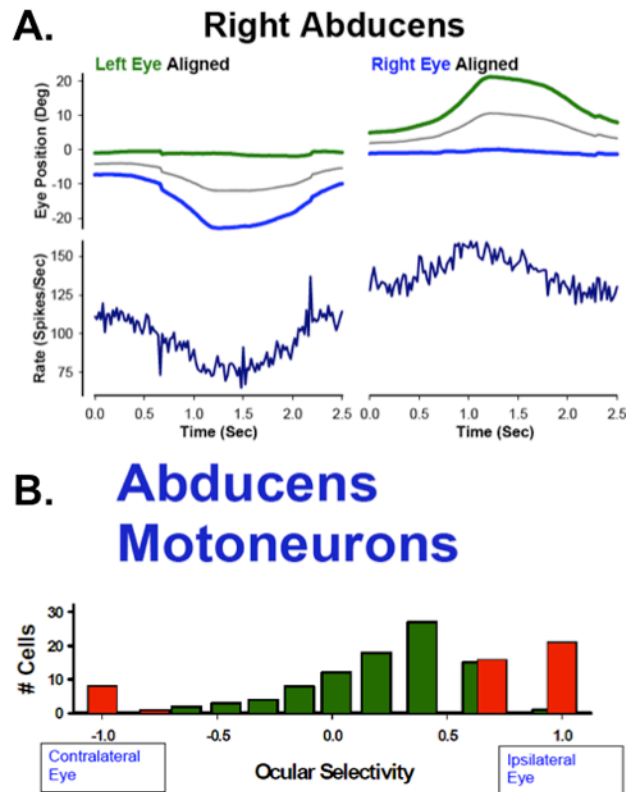 A. Right Abducens
Left Eye Aligned
Right Eye Aligned
Eye Position (Deg)
20
10
0
-10
-20
Rate (Spikes/Sec)
150
125
100
75
0.0 0.5 1.0 1.5 2.0 2.5
0.0 0.5 1.0 1.5 2.0 2.5
Time (Sec)
Time (Sec)
B. Abducens
Motoneurons
# Cells
30
20
10
0
-1.0 -0.5 0.0 0.5 1.0
Contralateral
Eye
Ocular Selectivity
Ipsilateral
Eye